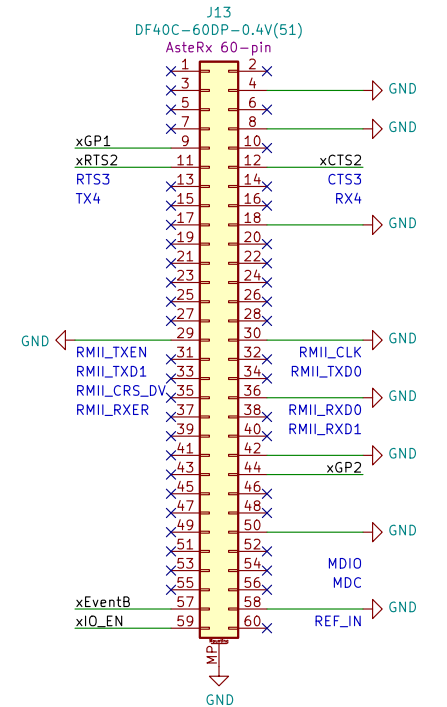 J13
DF40C-60DP-0.4V(51)
AsteRx 60-pin
1 2
3 4 GND
5 6
7 8 GND
xGP1 9 10
xRTS2 11 12 xCTS2
RTS3 13 14 CTS3
TX4 15 16 RX4
17 18 GND
19 20
21 22
23 24
25 26
27 28
GND 29 30 GND
RMII_TXEN 31 32 RMII_CLK
RMII_TXD1 33 34 RMII_TXD0
RMII_CRS_DV 35 36 GND
RMII_RXER 37 38 RMII_RXD0
39 40 RMII_RXD1
41 42 GND
43 44 xGP2
45 46
47 48
49 50 GND
51 52
53 54 MDIO
55 56 MDC
xEventB 57 58 GND
xIO_EN 59 60 REF_IN
MP
GND